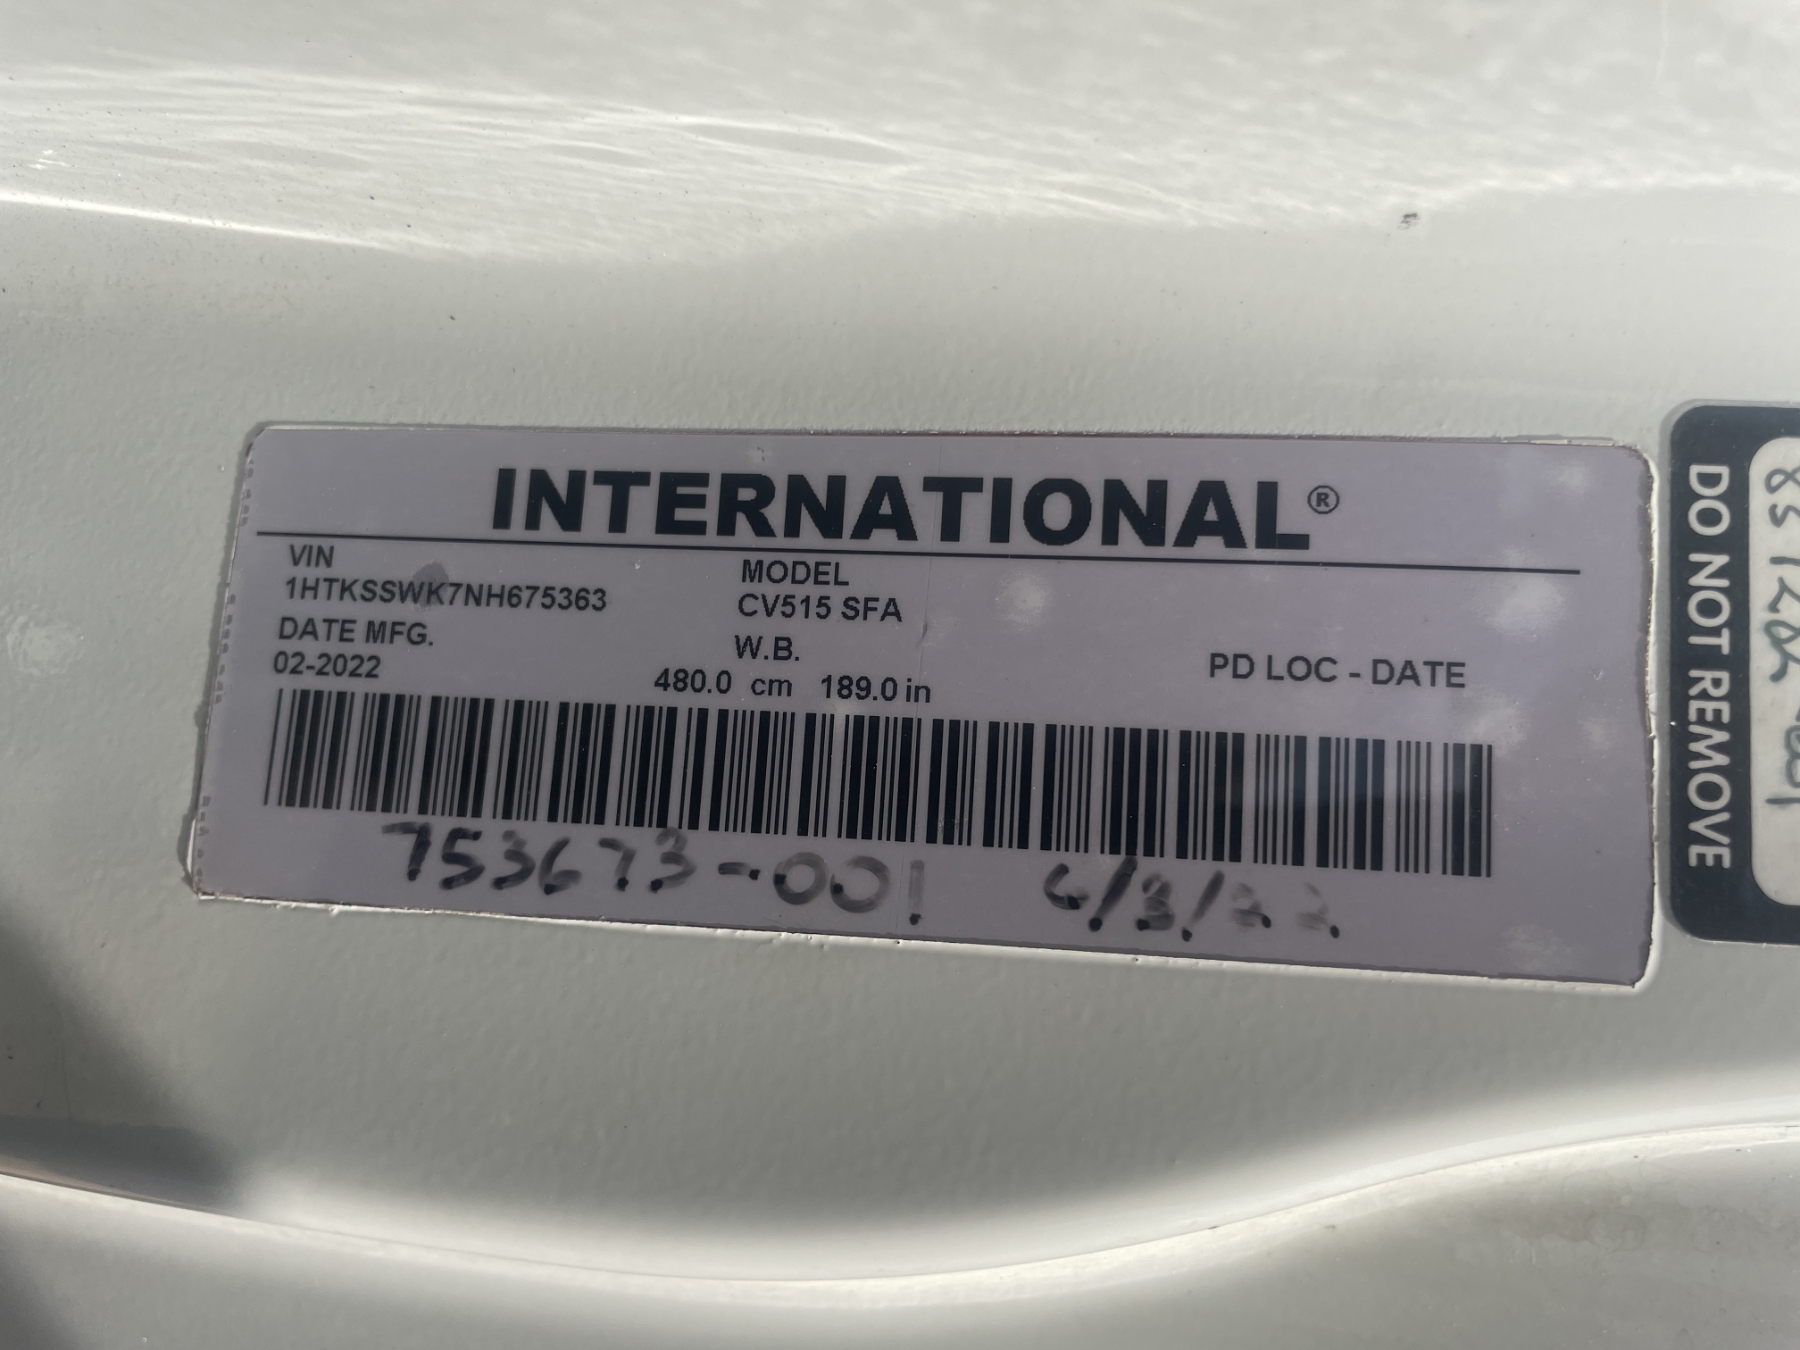 INTERNATIONAL®
VIN
1HTKSSWK7NH675363
MODEL
CV515 SFA
DATE MFG.
02-2022
W.B.
480.0 cm 189.0 in
PD LOC - DATE
753673-001 6/3/22
DO NOT REMOVE